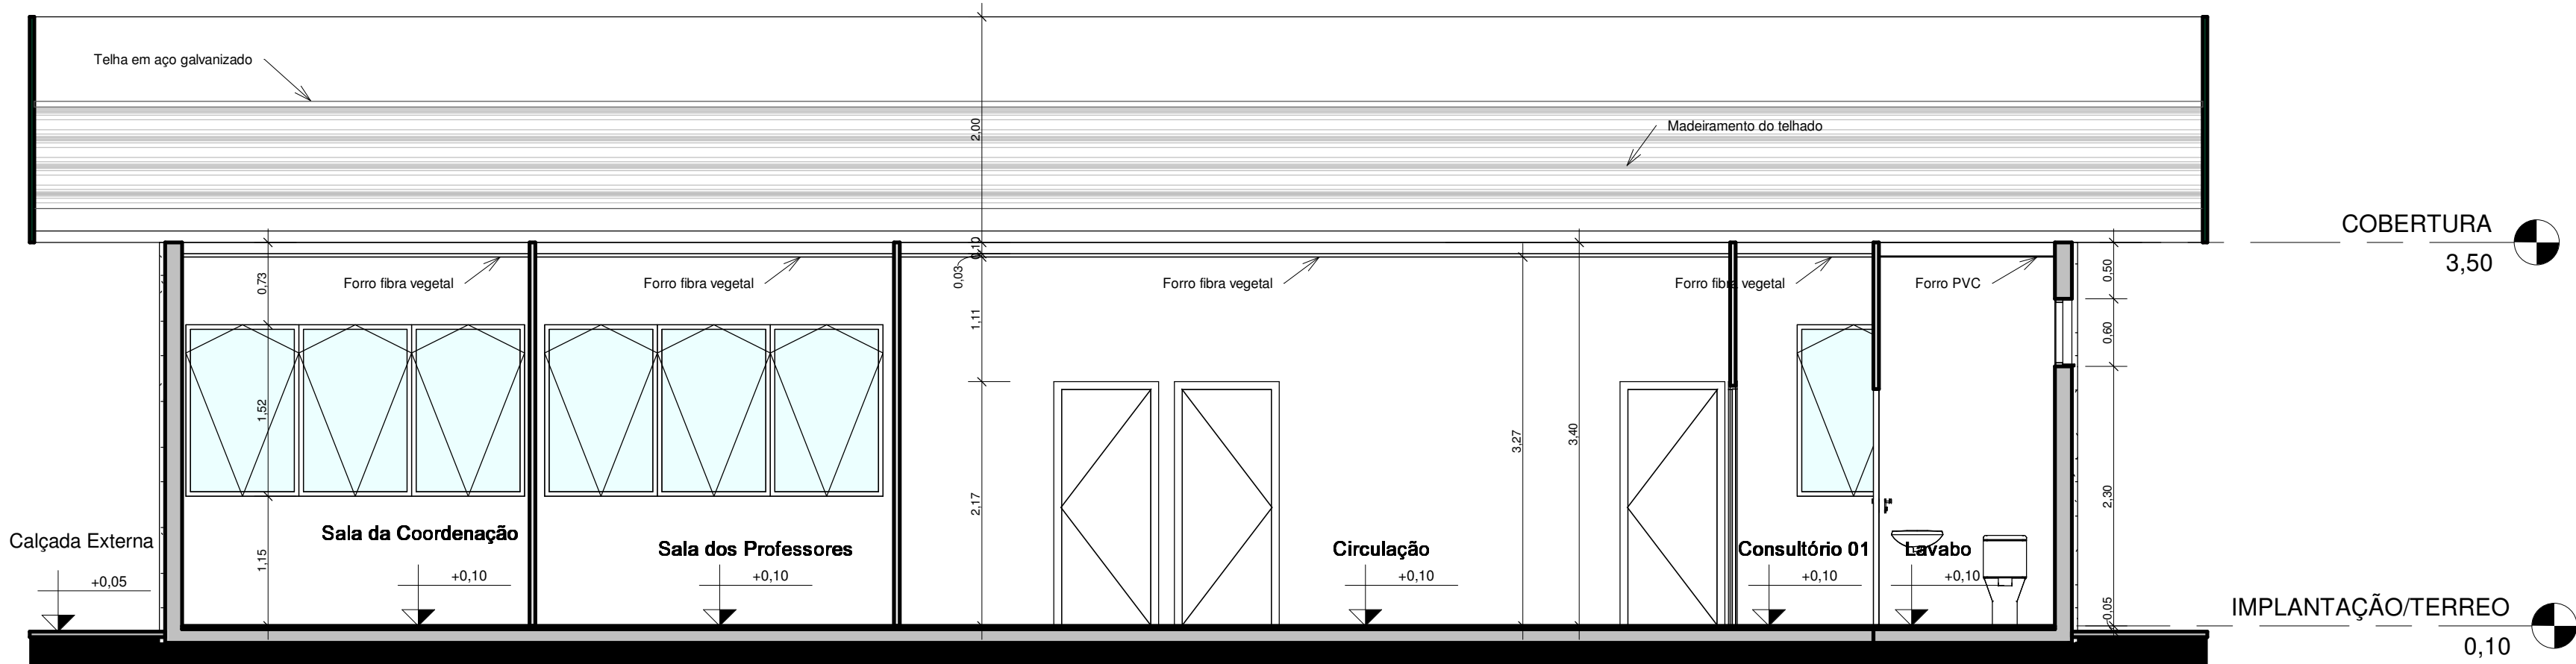 Telha em aço galvanizado
2,00
Madeiramento do telhado
COBERTURA
3,50
0,73
Forro fibra vegetal
Forro fibra vegetal
0,10
0,03
Forro fibra vegetal
Forro fibra vegetal
Forro PVC
0,50
1,11
0,60
1,52
3,27
3,40
2,17
2,30
Calçada Externa
+0,05
1,15
Sala da Coordenação
+0,10
Sala dos Professores
+0,10
Circulação
+0,10
Consultório 01
+0,10
Lavabo
+0,10
0,05
IMPLANTAÇÃO/TERREO
0,10